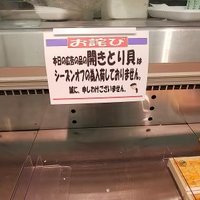 お詫び
本日の広告の品の開きとり貝は
シーズンオフの為入荷しておりません。
誠に、申しわけございません。